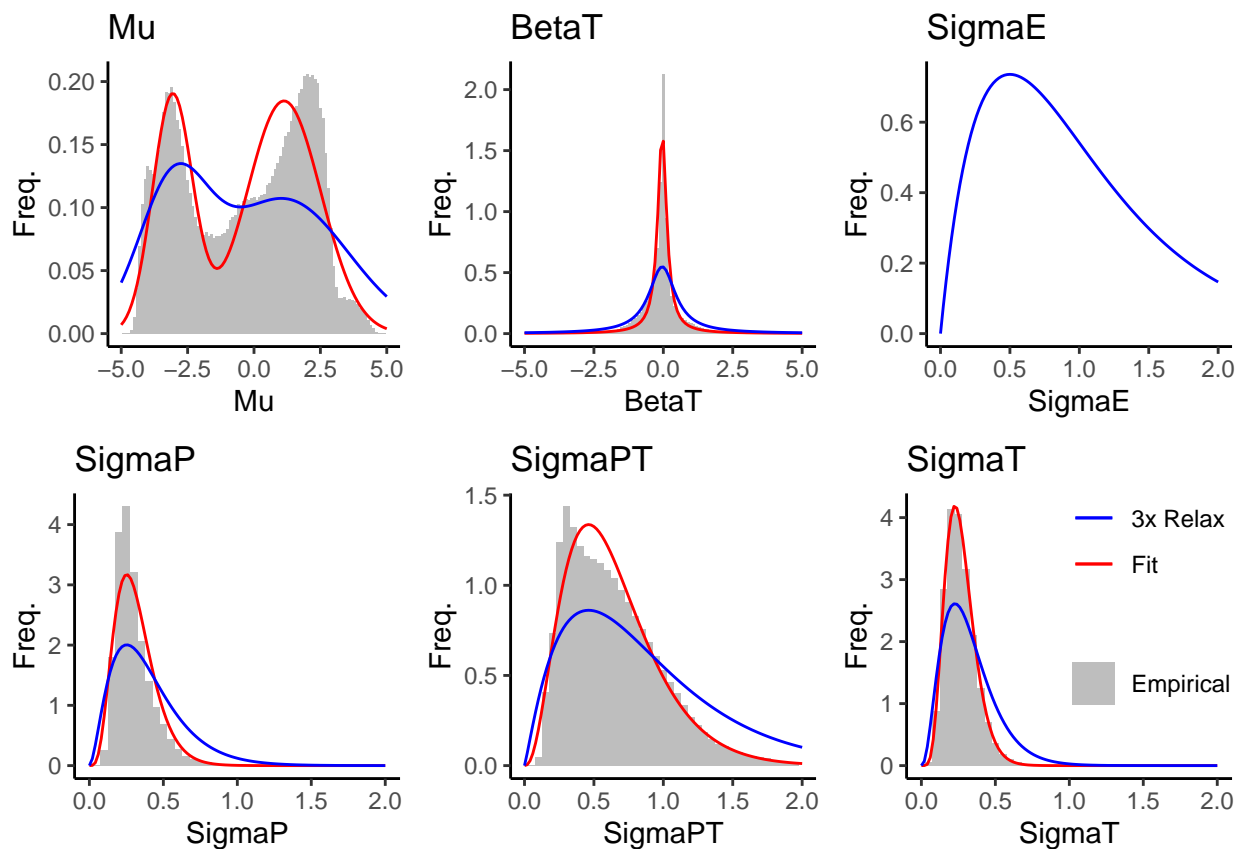 Mu
BetaT
SigmaE
Freq.
0.20
0.15
0.10
0.05
0.00
−5.0 −2.5 0.0 2.5 5.0
Mu
Freq.
2.0
1.5
1.0
0.5
0.0
−5.0 −2.5 0.0 2.5 5.0
BetaT
Freq.
0.6
0.4
0.2
0.0
0.0 0.5 1.0 1.5 2.0
SigmaE
SigmaP
SigmaPT
SigmaT
Freq.
4
3
2
1
0
0.0 0.5 1.0 1.5 2.0
SigmaP
Freq.
1.5
1.0
0.5
0.0
0.0 0.5 1.0 1.5 2.0
SigmaPT
Freq.
4
3
2
1
0
0.0 0.5 1.0 1.5 2.0
SigmaT
3x Relax
Fit
Empirical